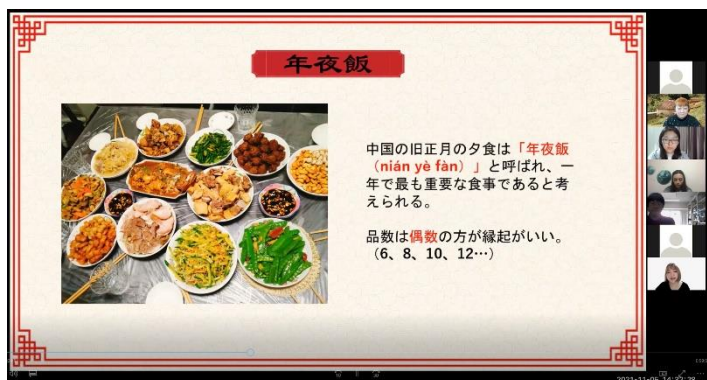 年夜飯
中国の旧正月の夕食は「年夜飯
（nián yè fàn）」と呼ばれ、一
年で最も重要な食事であると考
えられる。
品数は偶数の方が縁起がいい。
（6、8、10、12…）